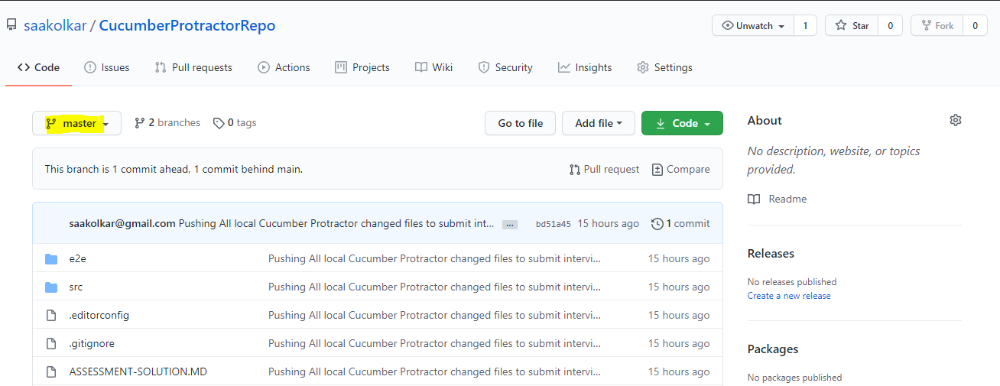 saakolkar / CucumberProtractorRepo
Unwatch 1 Star 0 Fork 0
Code Issues Pull requests Actions Projects Wiki Security Insights Settings
master 2 branches 0 tags Go to file Add file Code
This branch is 1 commit ahead, 1 commit behind main. Pull request Compare
saakolkar@gmail.com Pushing All local Cucumber Protractor changed files to submit int... ... bd51a45 15 hours ago 1 commit
e2e Pushing All local Cucumber Protractor changed files to submit intervi... 15 hours ago
src Pushing All local Cucumber Protractor changed files to submit intervi... 15 hours ago
.editorconfig Pushing All local Cucumber Protractor changed files to submit intervi... 15 hours ago
.gitignore Pushing All local Cucumber Protractor changed files to submit intervi... 15 hours ago
ASSESSMENT-SOLUTION.MD Pushing All local Cucumber Protractor changed files to submit intervi... 15 hours ago
About
No description, website, or topics
provided.
Readme
Releases
No releases published
Create a new release
Packages
No packages published